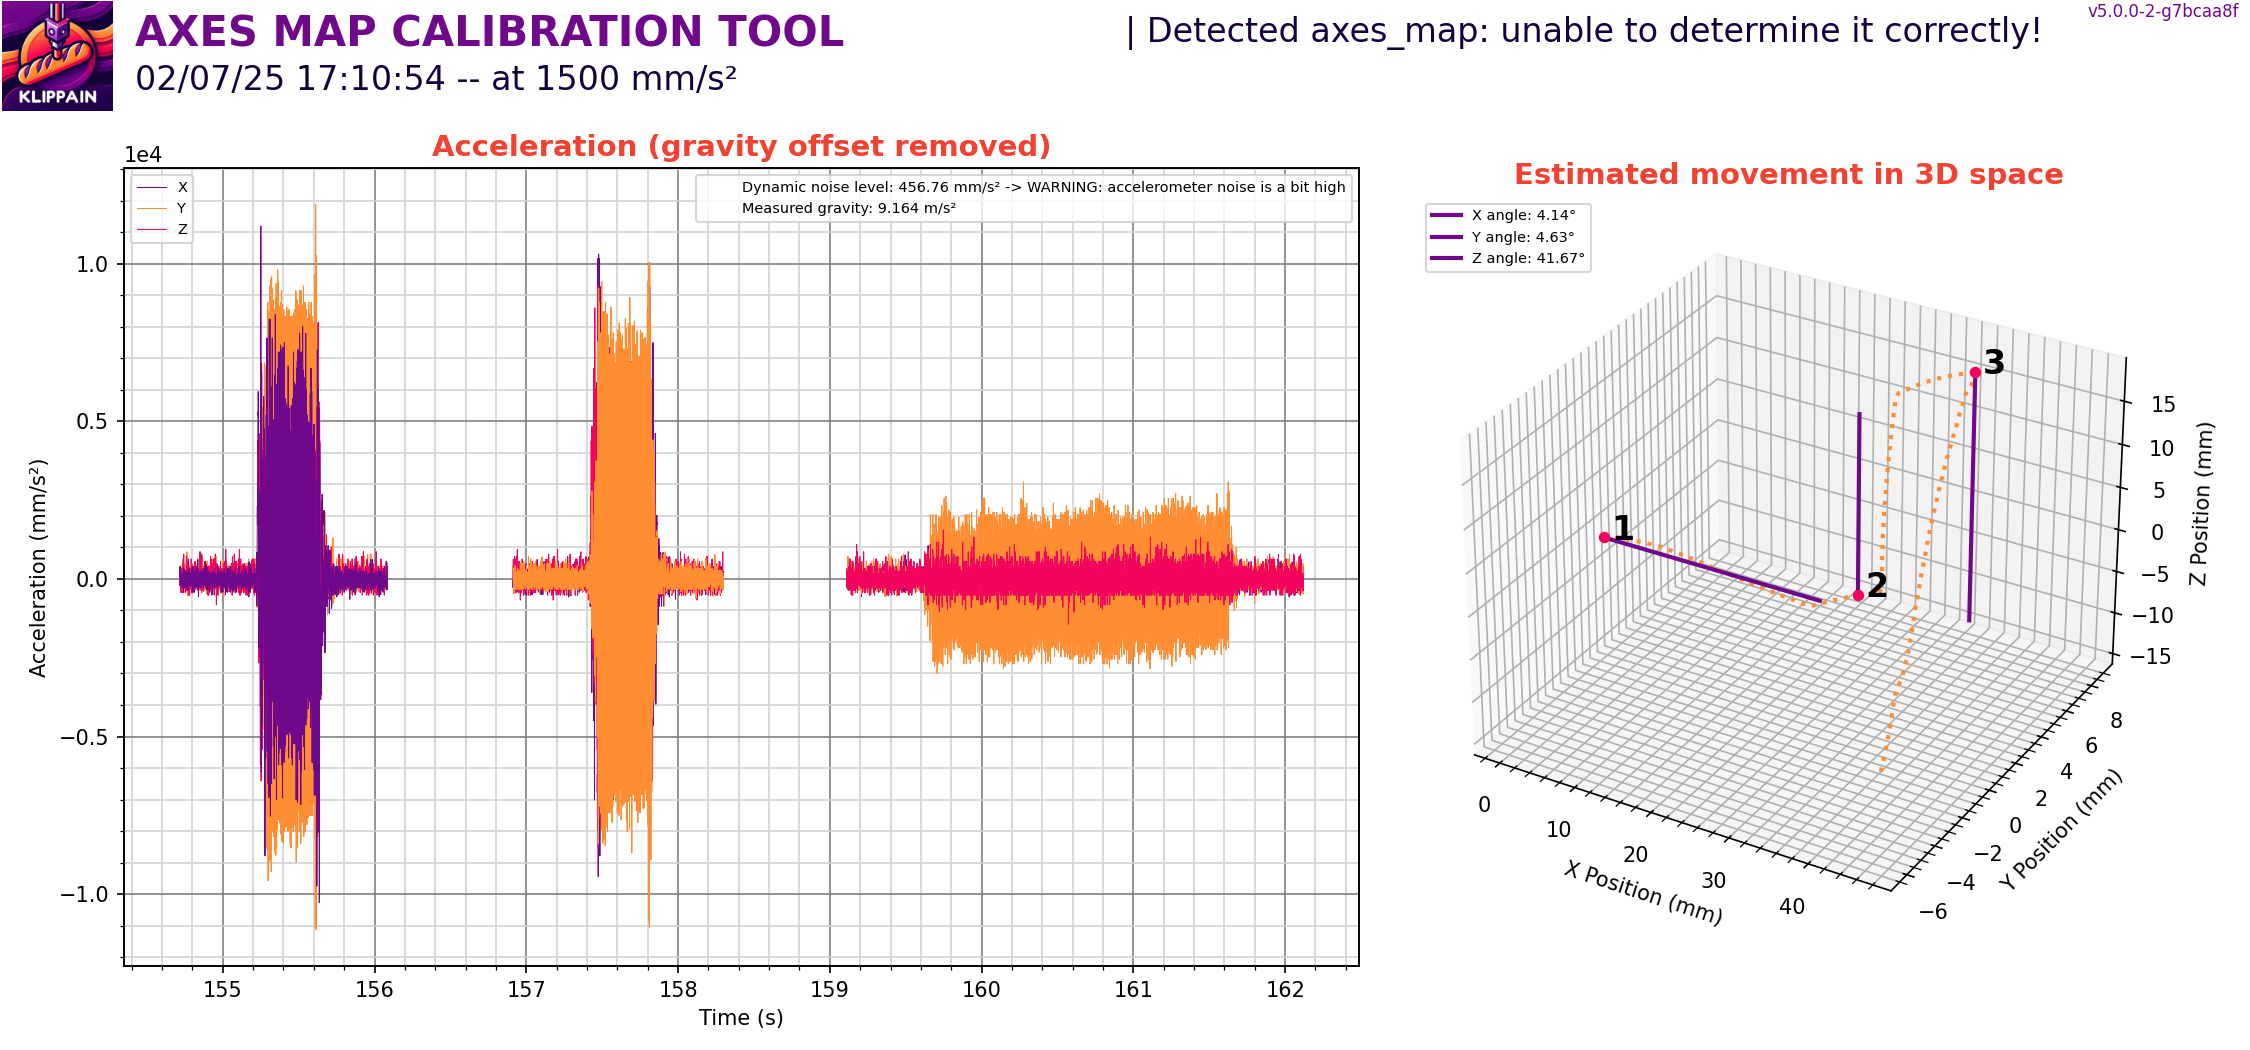 KLIPPAIN
AXES MAP CALIBRATION TOOL
02/07/25 17:10:54 -- at 1500 mm/s²
| Detected axes_map: unable to determine it correctly!
v5.0.0-2-g7bcaa8f
Acceleration (gravity offset removed)
1e4
X
Y
Z
Dynamic noise level: 456.76 mm/s² -> WARNING: accelerometer noise is a bit high
Measured gravity: 9.164 m/s²
1.0
0.5
0.0
−0.5
−1.0
Acceleration (mm/s²)
155 156 157 158 159 160 161 162
Time (s)
Estimated movement in 3D space
X angle: 4.14°
Y angle: 4.63°
Z angle: 41.67°
1
2
3
15
10
5
0
−5
−10
−15
Z Position (mm)
8
6
4
2
0
−2
−4
−6
Y Position (mm)
0
10
20
30
40
X Position (mm)